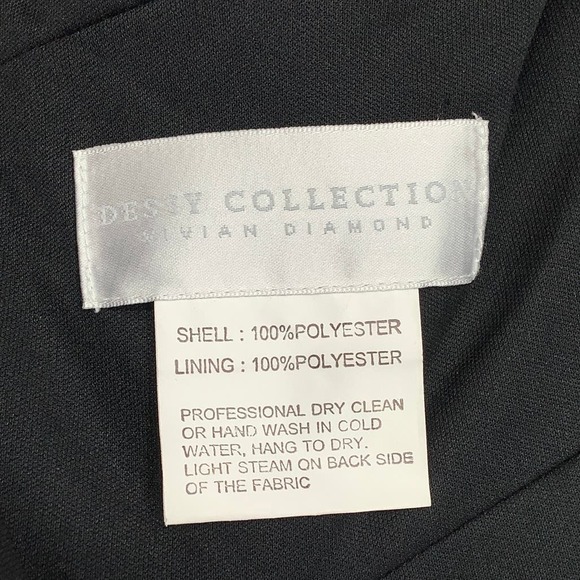 DESSY COLLECTION
VIVIAN DIAMOND
SHELL : 100%POLYESTER
LINING : 100%POLYESTER
PROFESSIONAL DRY CLEAN
OR HAND WASH IN COLD
WATER, HANG TO DRY.
LIGHT STEAM ON BACK SIDE
OF THE FABRIC